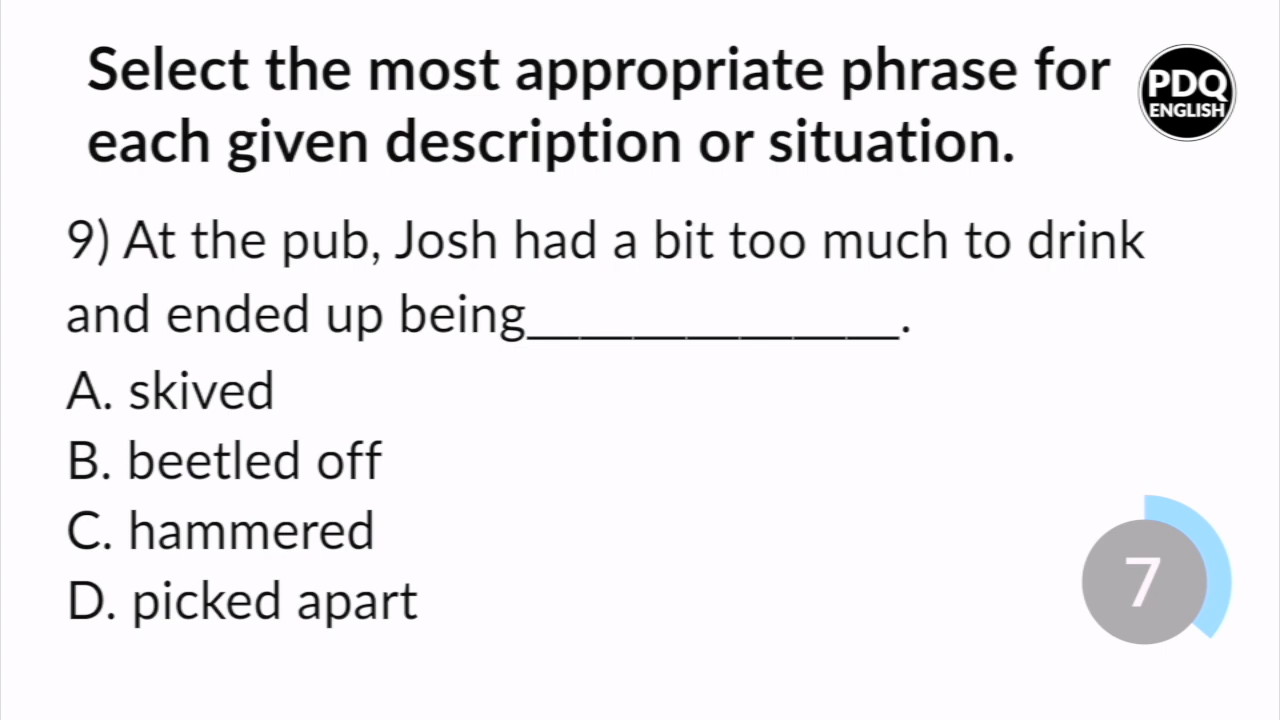 Select the most appropriate phrase for
each given description or situation.
PDQ
ENGLISH
9) At the pub, Josh had a bit too much to drink
and ended up being______________.
A. skived
B. beetled off
C. hammered
D. picked apart
7